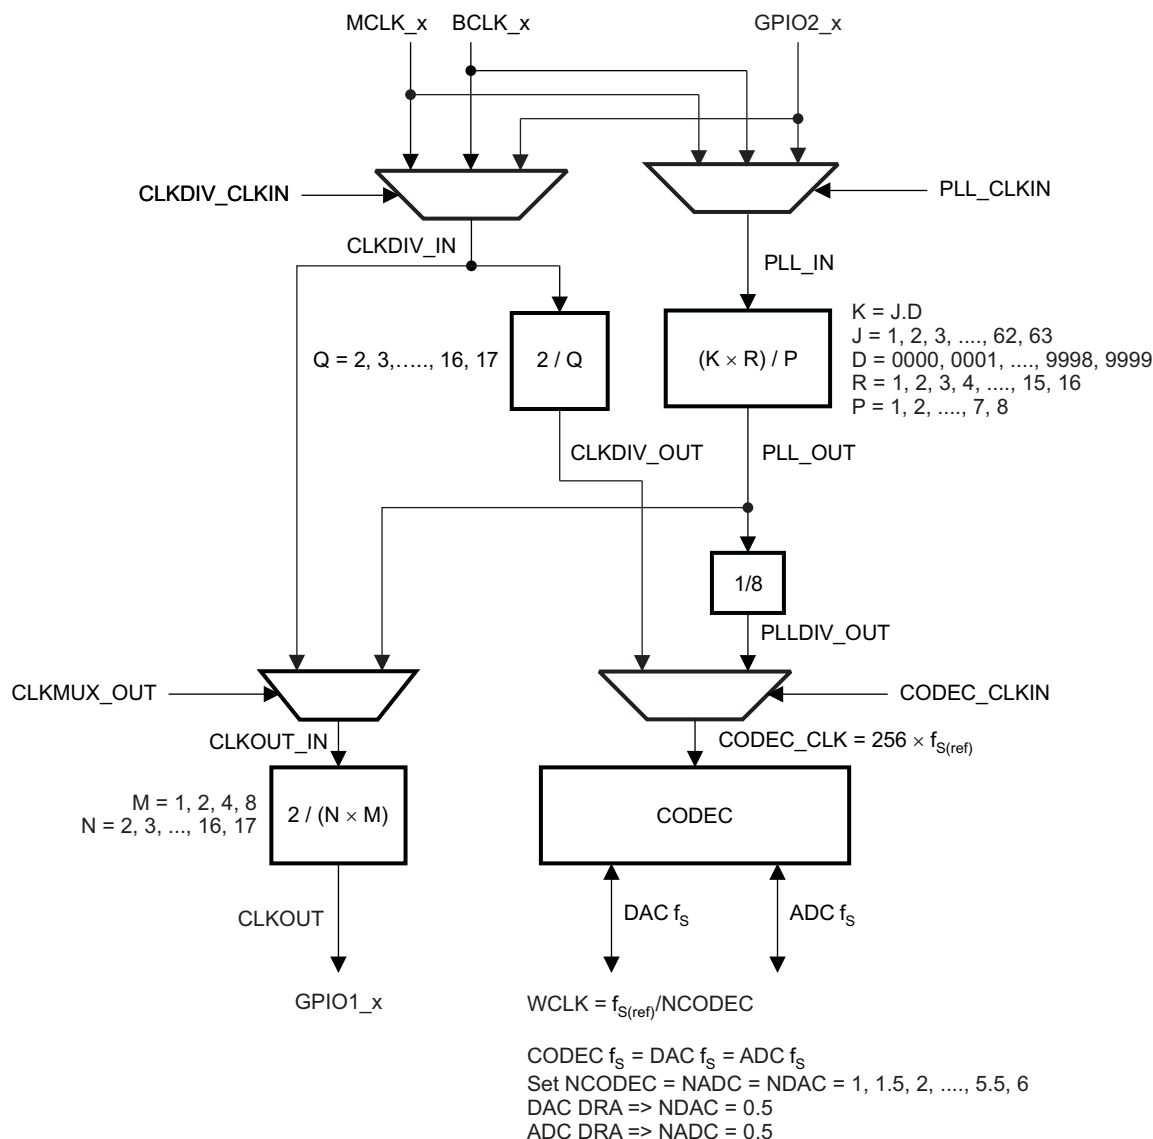 MCLK_x BCLK_x GPIO2_x
CLKDIV_CLKIN
PLL_CLKIN
CLKDIV_IN
PLL_IN
K = J.D
J = 1, 2, 3, ...., 62, 63
D = 0000, 0001, ...., 9998, 9999
R = 1, 2, 3, 4, ...., 15, 16
P = 1, 2, ...., 7, 8
Q = 2, 3,....., 16, 17
2 / Q
(K × R) / P
CLKDIV_OUT
PLL_OUT
1/8
PLLDIV_OUT
CLKMUX_OUT
CODEC_CLKIN
CLKOUT_IN
CODEC_CLK = 256 × fS(ref)
M = 1, 2, 4, 8
N = 2, 3, ..., 16, 17
2 / (N × M)
CODEC
CLKOUT
DAC fS
ADC fS
GPIO1_x
WCLK = fS(ref)/NCODEC
CODEC fS = DAC fS = ADC fS
Set NCODEC = NADC = NDAC = 1, 1.5, 2, ...., 5.5, 6
DAC DRA => NDAC = 0.5
ADC DRA => NADC = 0.5